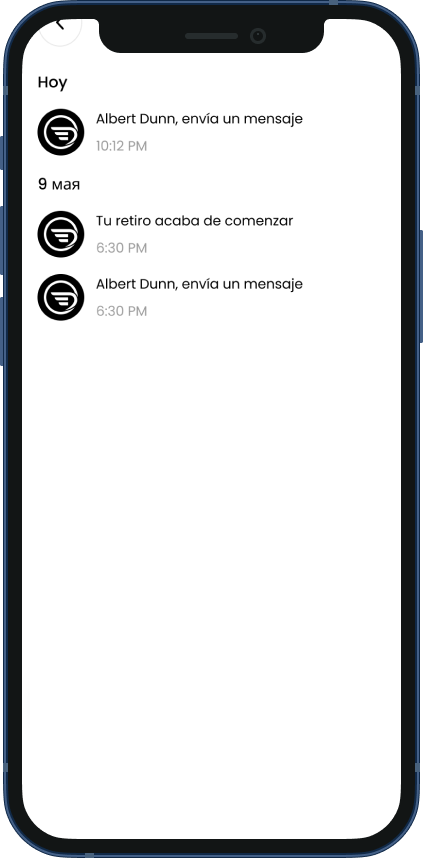 Hoy
Albert Dunn, envía un mensaje
10:12 PM
9 мая
Tu retiro acaba de comenzar
6:30 PM
Albert Dunn, envía un mensaje
6:30 PM